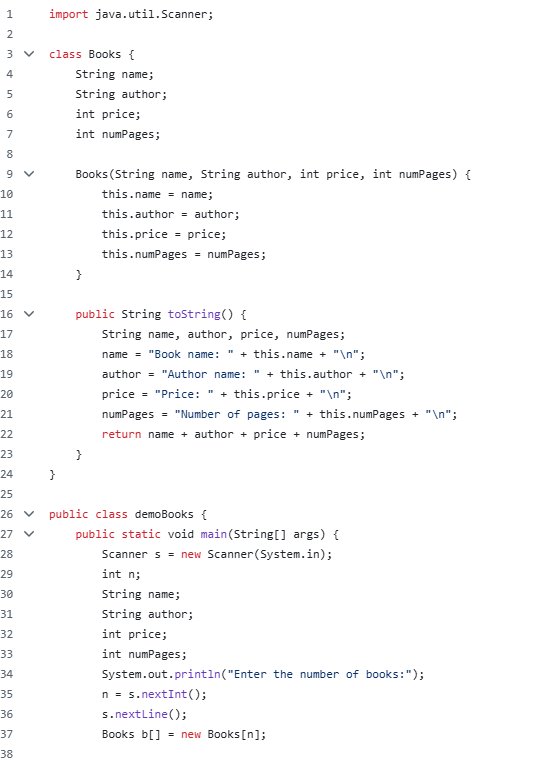 1 import java.util.Scanner;
2
3 class Books {
4 String name;
5 String author;
6 int price;
7 int numPages;
8
9 Books(String name, String author, int price, int numPages) {
10 this.name = name;
11 this.author = author;
12 this.price = price;
13 this.numPages = numPages;
14 }
15
16 public String toString() {
17 String name, author, price, numPages;
18 name = "Book name: " + this.name + "\n";
19 author = "Author name: " + this.author + "\n";
20 price = "Price: " + this.price + "\n";
21 numPages = "Number of pages: " + this.numPages + "\n";
22 return name + author + price + numPages;
23 }
24 }
25
26 public class demoBooks {
27 public static void main(String[] args) {
28 Scanner s = new Scanner(System.in);
29 int n;
30 String name;
31 String author;
32 int price;
33 int numPages;
34 System.out.println("Enter the number of books:");
35 n = s.nextInt();
36 s.nextLine();
37 Books b[] = new Books[n];
38